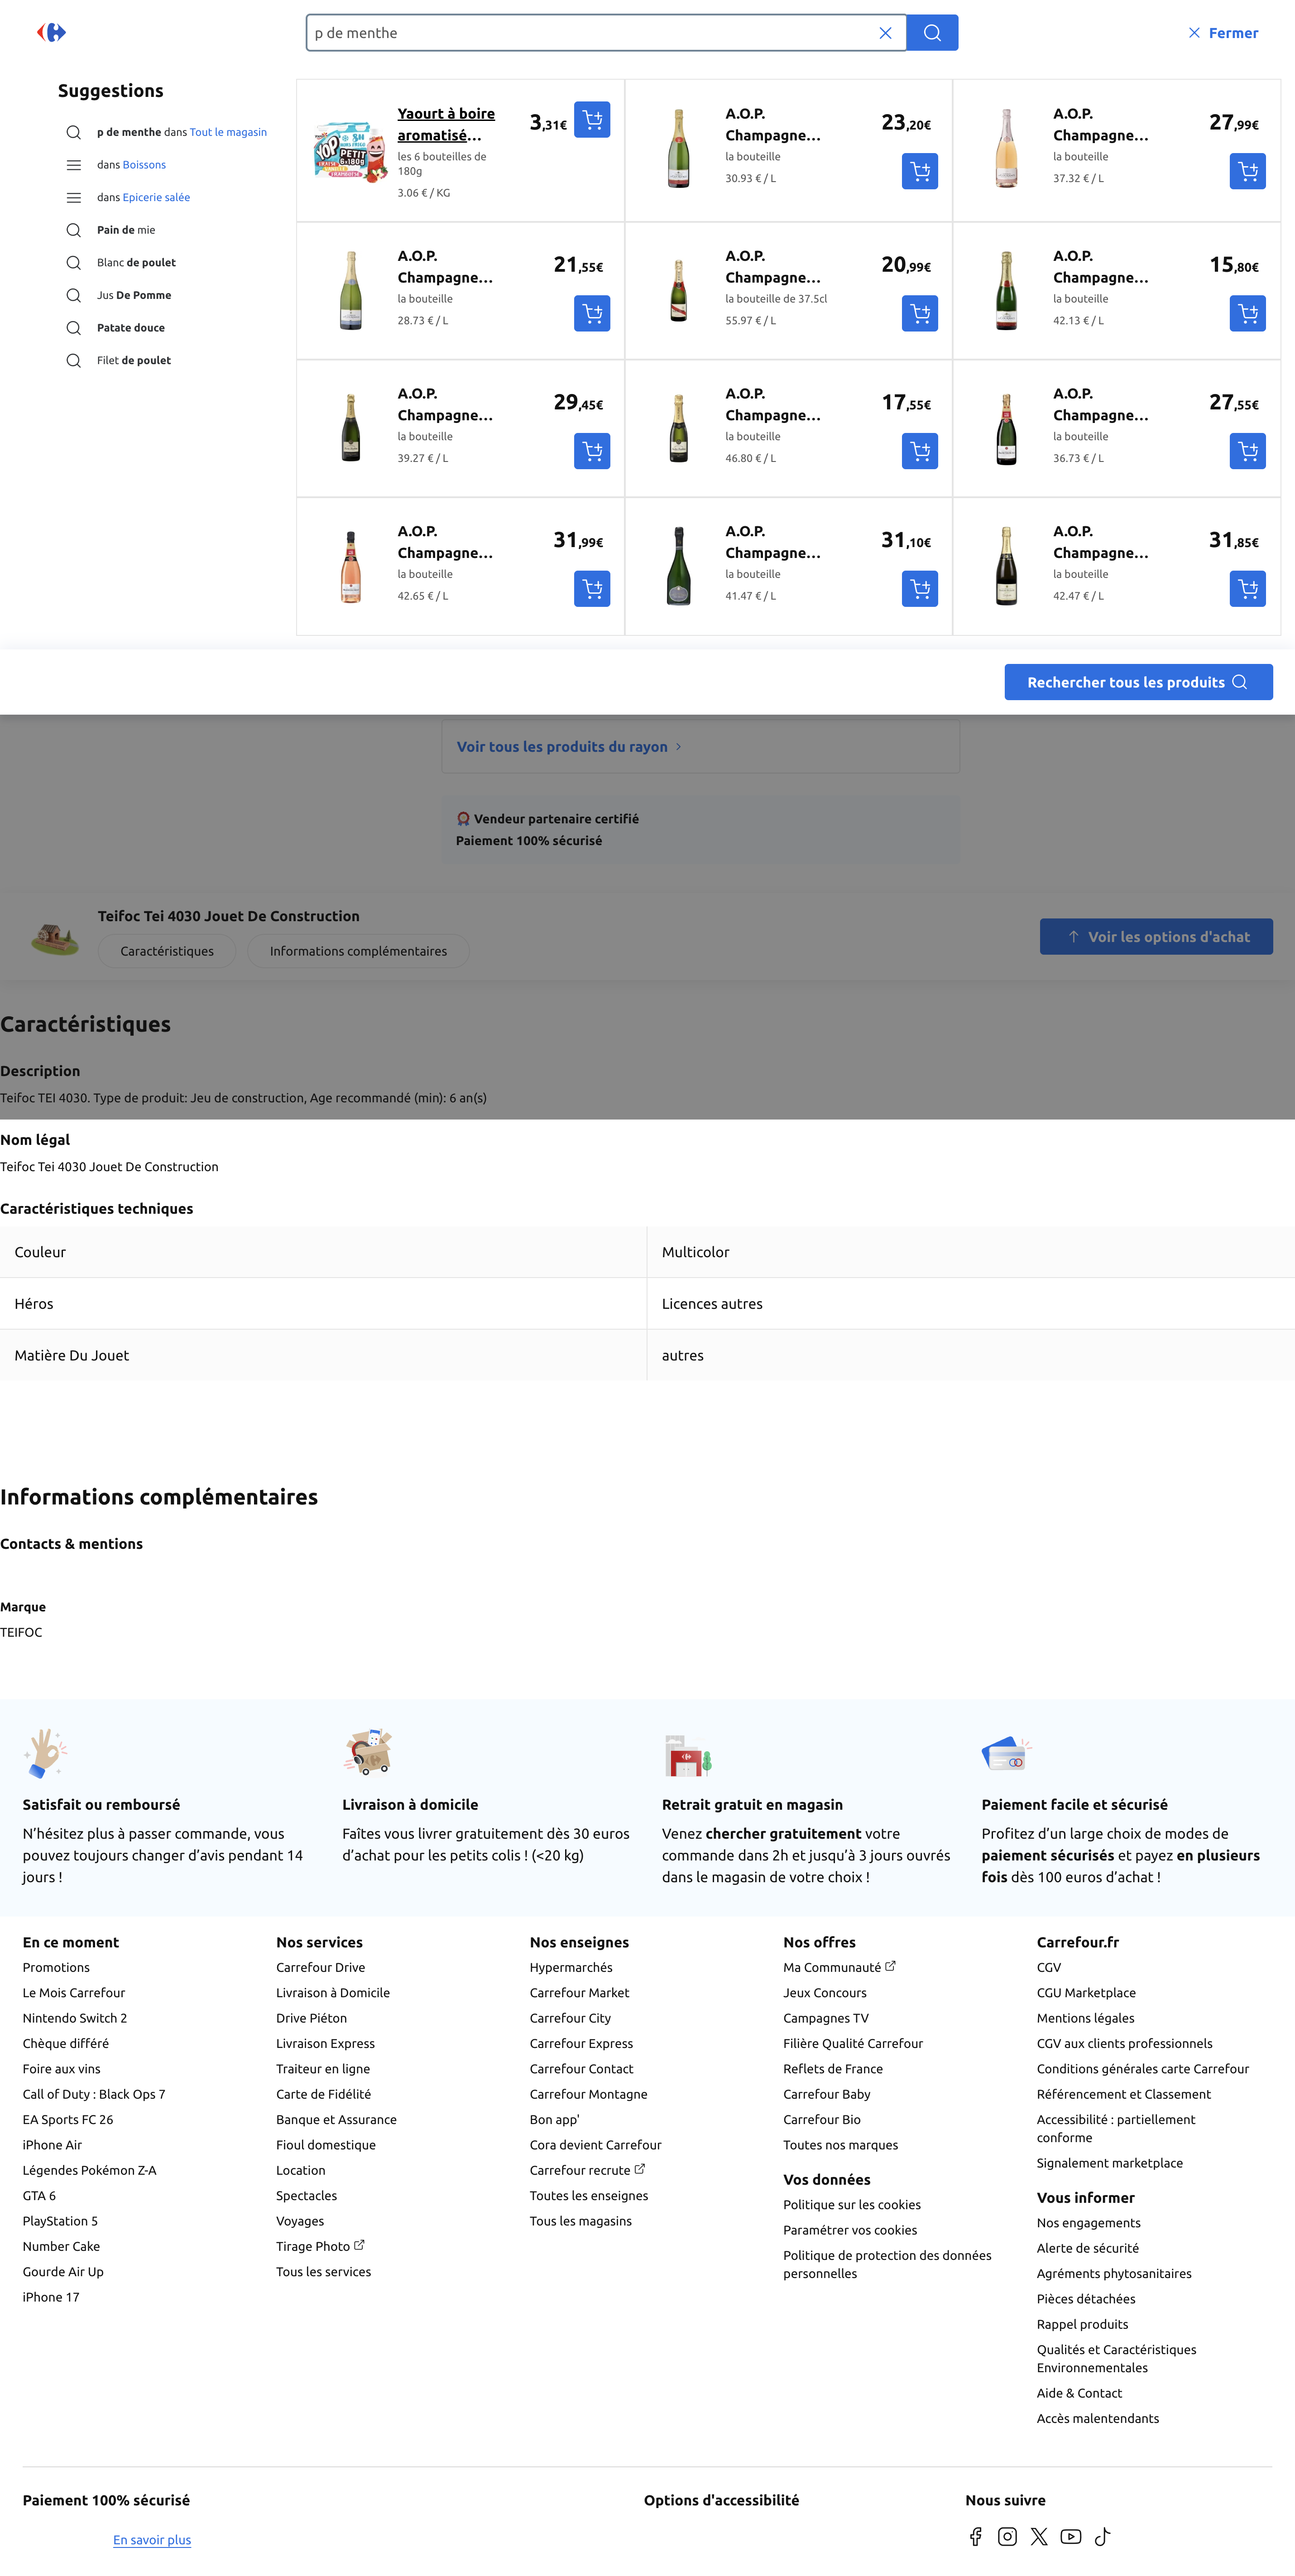 p de menthe
Fermer
Suggestions
p de menthe dans Tout le magasin
dans Boissons
dans Epicerie salée
Pain de mie
Blanc de poulet
Jus De Pomme
Patate douce
Filet de poulet
Yaourt à boire
aromatisé...
les 6 bouteilles de
180g
3.06 € / KG
3,31€
A.O.P.
Champagne...
la bouteille
30.93 € / L
23,20€
A.O.P.
Champagne...
la bouteille
37.32 € / L
27,99€
A.O.P.
Champagne...
la bouteille
28.73 € / L
21,55€
A.O.P.
Champagne...
la bouteille de 37.5cl
55.97 € / L
20,99€
A.O.P.
Champagne...
la bouteille
42.13 € / L
15,80€
A.O.P.
Champagne...
la bouteille
39.27 € / L
29,45€
A.O.P.
Champagne...
la bouteille
46.80 € / L
17,55€
A.O.P.
Champagne...
la bouteille
36.73 € / L
27,55€
A.O.P.
Champagne...
la bouteille
42.65 € / L
31,99€
A.O.P.
Champagne...
la bouteille
41.47 € / L
31,10€
A.O.P.
Champagne...
la bouteille
42.47 € / L
31,85€
Rechercher tous les produits
Voir tous les produits du rayon
Vendeur partenaire certifié
Paiement 100% sécurisé
Teifoc Tei 4030 Jouet De Construction
Caractéristiques
Informations complémentaires
Voir les options d'achat
Caractéristiques
Description
Teifoc TEI 4030. Type de produit: Jeu de construction, Age recommandé (min): 6 an(s)
Nom légal
Teifoc Tei 4030 Jouet De Construction
Caractéristiques techniques
Couleur
Multicolor
Héros
Licences autres
Matière Du Jouet
autres
Informations complémentaires
Contacts & mentions
Marque
TEIFOC
Satisfait ou remboursé
N’hésitez plus à passer commande, vous
pouvez toujours changer d’avis pendant 14
jours !
Livraison à domicile
Faîtes vous livrer gratuitement dès 30 euros
d’achat pour les petits colis ! (<20 kg)
Retrait gratuit en magasin
Venez chercher gratuitement votre
commande dans 2h et jusqu’à 3 jours ouvrés
dans le magasin de votre choix !
Paiement facile et sécurisé
Profitez d’un large choix de modes de
paiement sécurisés et payez en plusieurs
fois dès 100 euros d’achat !
En ce moment
Promotions
Le Mois Carrefour
Nintendo Switch 2
Chèque différé
Foire aux vins
Call of Duty : Black Ops 7
EA Sports FC 26
iPhone Air
Légendes Pokémon Z-A
GTA 6
PlayStation 5
Number Cake
Gourde Air Up
iPhone 17
Nos services
Carrefour Drive
Livraison à Domicile
Drive Piéton
Livraison Express
Traiteur en ligne
Carte de Fidélité
Banque et Assurance
Fioul domestique
Location
Spectacles
Voyages
Tirage Photo
Tous les services
Nos enseignes
Hypermarchés
Carrefour Market
Carrefour City
Carrefour Express
Carrefour Contact
Carrefour Montagne
Bon app'
Cora devient Carrefour
Carrefour recrute
Toutes les enseignes
Tous les magasins
Nos offres
Ma Communauté
Jeux Concours
Campagnes TV
Filière Qualité Carrefour
Reflets de France
Carrefour Baby
Carrefour Bio
Toutes nos marques
Vos données
Politique sur les cookies
Paramétrer vos cookies
Politique de protection des données
personnelles
Carrefour.fr
CGV
CGU Marketplace
Mentions légales
CGV aux clients professionnels
Conditions générales carte Carrefour
Référencement et Classement
Accessibilité : partiellement
conforme
Signalement marketplace
Vous informer
Nos engagements
Alerte de sécurité
Agréments phytosanitaires
Pièces détachées
Rappel produits
Qualités et Caractéristiques
Environnementales
Aide & Contact
Accès malentendants
Paiement 100% sécurisé
En savoir plus
Options d'accessibilité
Nous suivre